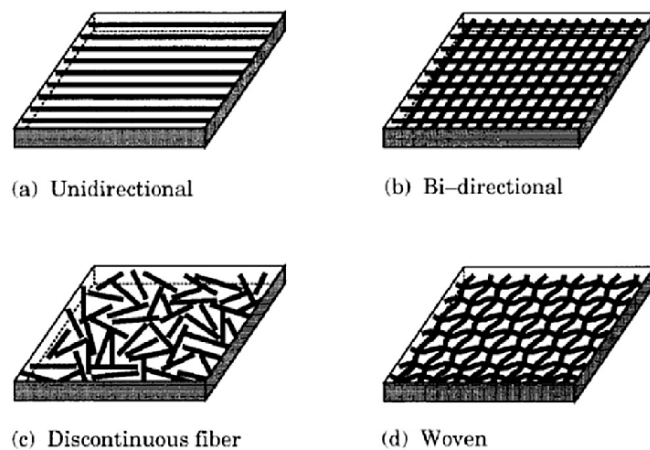 (a) Unidirectional
(b) Bi–directional
(c) Discontinuous fiber
(d) Woven